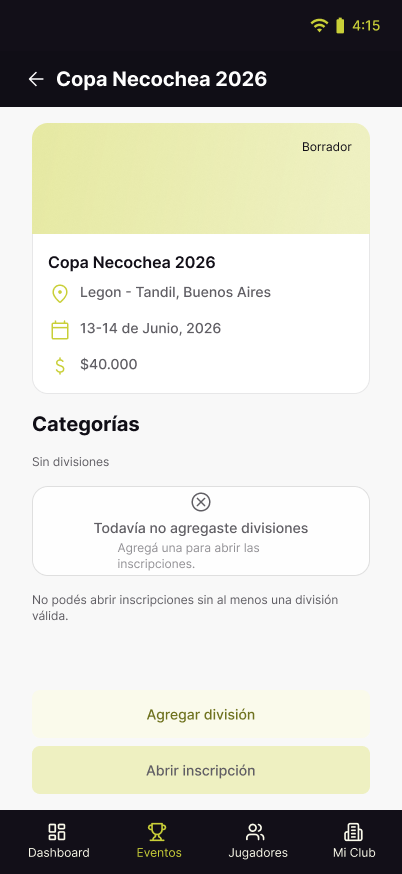 4:15
Copa Necochea 2026
Borrador
Copa Necochea 2026
Legon - Tandil, Buenos Aires
13-14 de Junio, 2026
$40.000
Categorías
Sin divisiones
Todavía no agregaste divisiones
Agregá una para abrir las
inscripciones.
No podés abrir inscripciones sin al menos una división
válida.
Agregar división
Abrir inscripción
Dashboard
Eventos
Jugadores
Mi Club